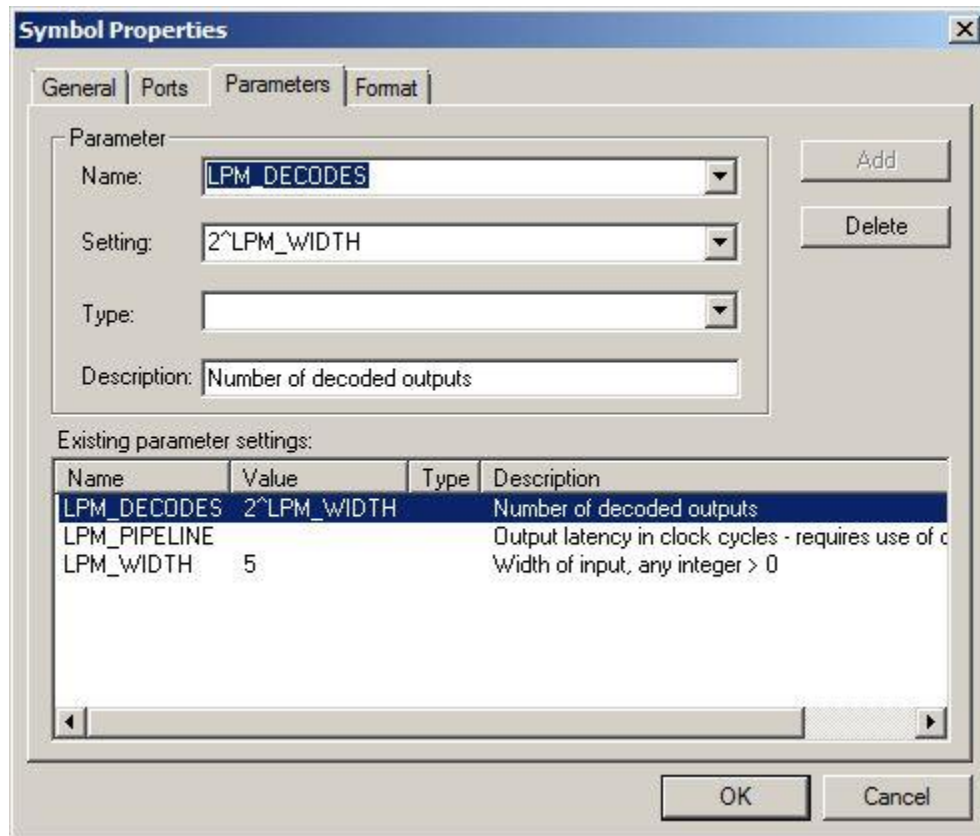 Symbol Properties
General Ports Parameters Format
Parameter
Name: LPM_DECODES
Add
Setting: 2^LPM_WIDTH
Delete
Type:
Description: Number of decoded outputs
Existing parameter settings:
Name Value Type Description
LPM_DECODES 2^LPM_WIDTH Number of decoded outputs
LPM_PIPELINE Output latency in clock cycles - requires use of
LPM_WIDTH 5 Width of input, any integer > 0
OK Cancel